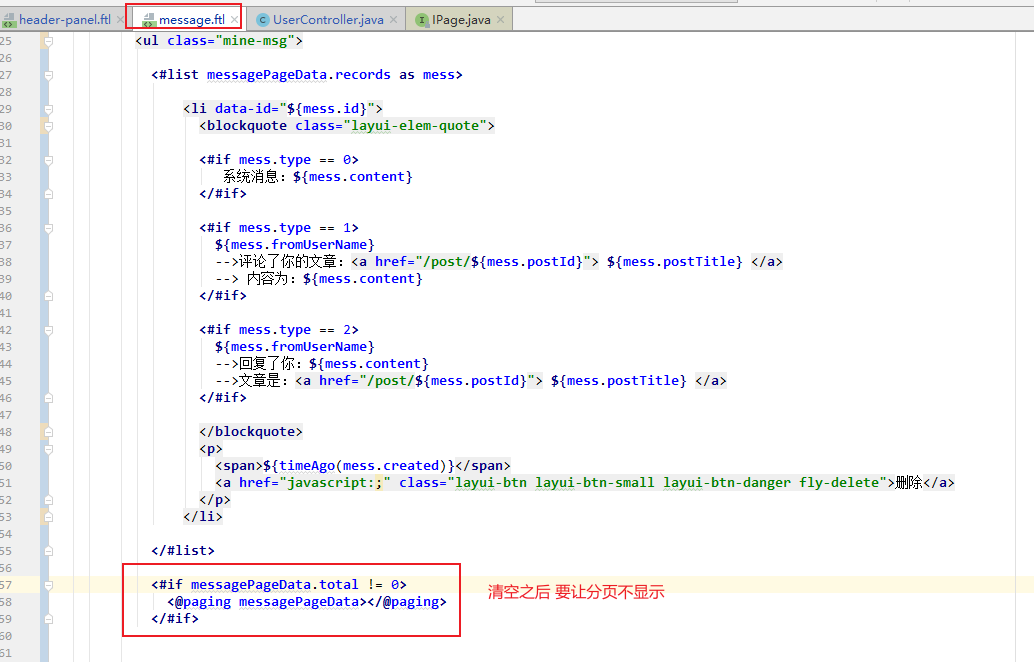 header-panel.ftl × message.ftl × C UserController.java × I IPage.java ×
25 <ul class="mine-msg">
26
27 <#list messagePageData.records as mess>
28
29 <li data-id="${mess.id}">
30 <blockquote class="layui-elem-quote">
31
32 <#if mess.type == 0>
33 系统消息：${mess.content}
34 </#if>
35
36 <#if mess.type == 1>
37 ${mess.fromUserName}
38 -->评论了你的文章：<a href="/post/${mess.postId}"> ${mess.postTitle} </a>
39 --> 内容为：${mess.content}
40 </#if>
41
42 <#if mess.type == 2>
43 ${mess.fromUserName}
44 -->回复了你：${mess.content}
45 -->文章是：<a href="/post/${mess.postId}"> ${mess.postTitle} </a>
46 </#if>
47
48 </blockquote>
49 <p>
50 <span>${timeAgo(mess.created)}</span>
51 <a href="javascript:;" class="layui-btn layui-btn-small layui-btn-danger fly-delete">删除</a>
52 </p>
53 </li>
54
55 </#list>
56
57 <#if messagePageData.total != 0>
58 <@paging messagePageData></@paging> 清空之后 要让分页不显示
59 </#if>
60
61